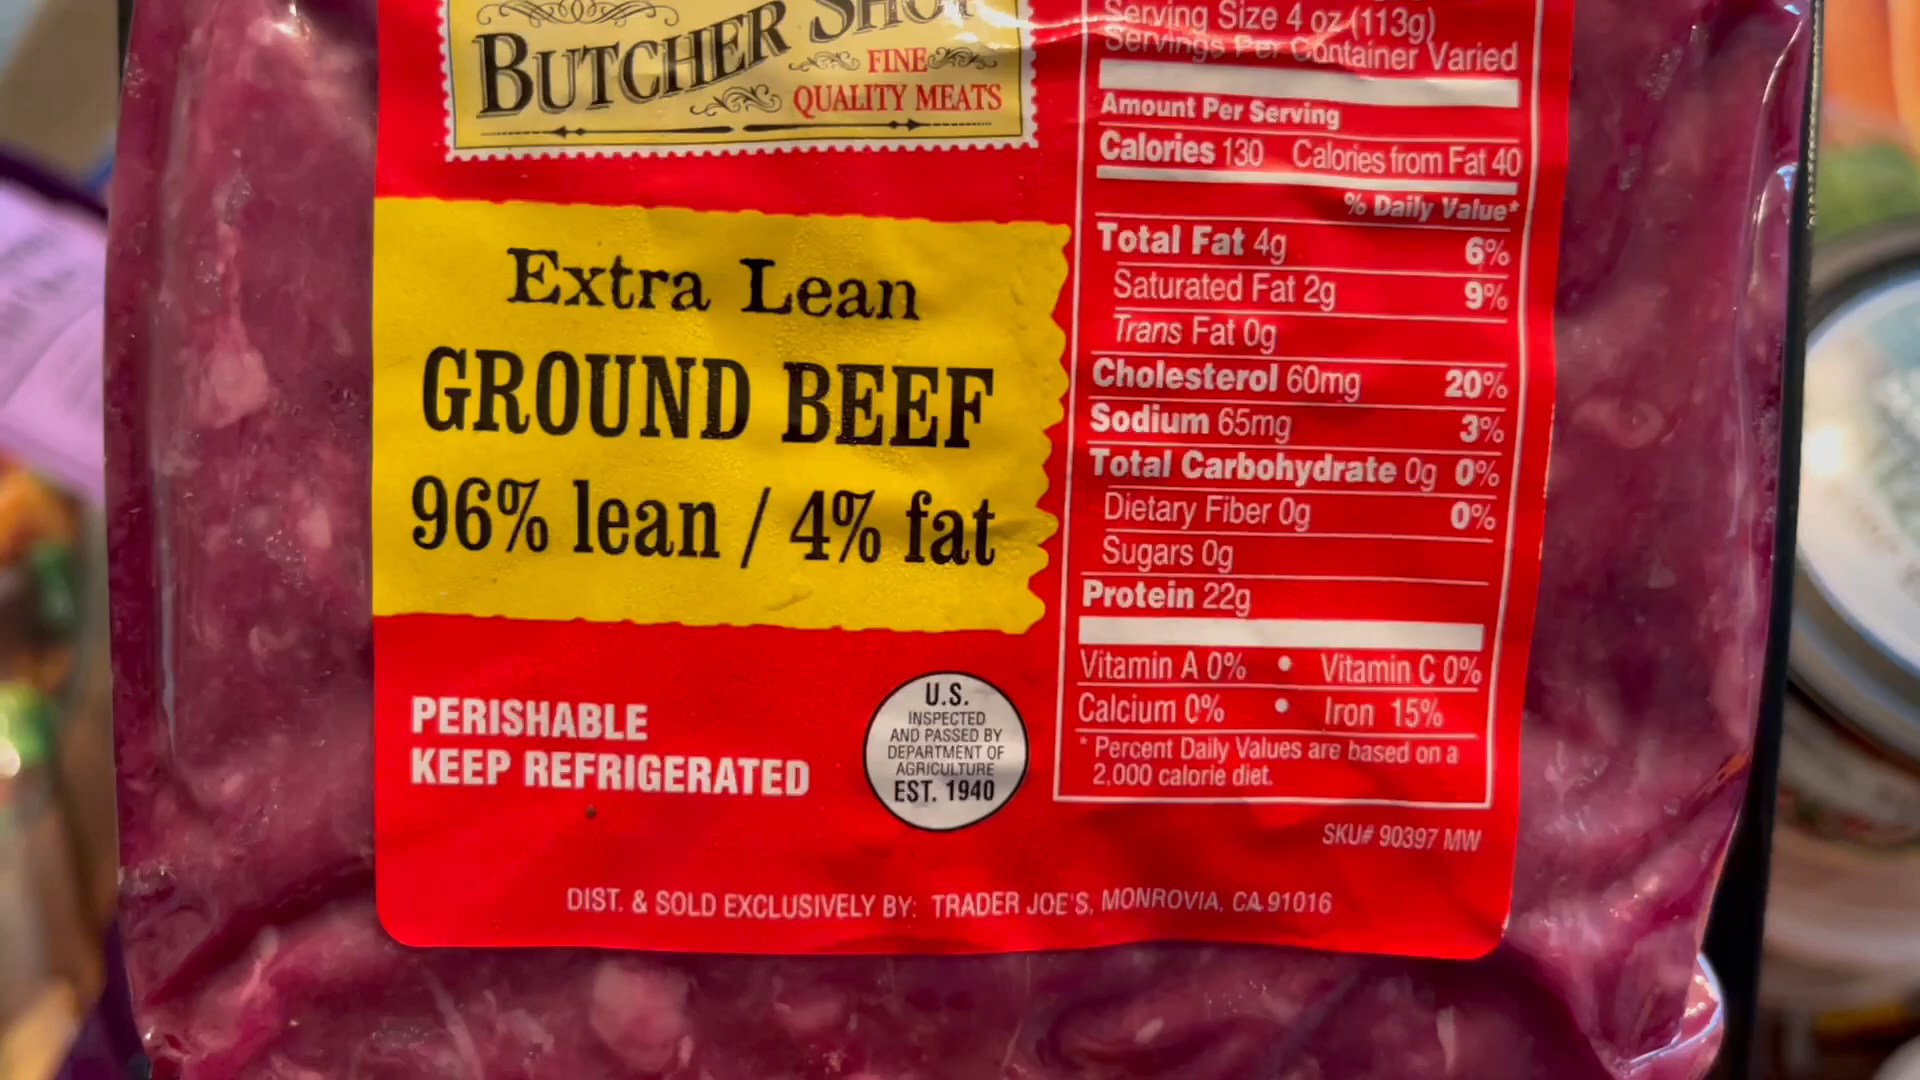 BUTCHER SHOP
FINE
QUALITY MEATS
Extra Lean
GROUND BEEF
96% lean / 4% fat
PERISHABLE
KEEP REFRIGERATED
U.S.
INSPECTED
AND PASSED BY
DEPARTMENT OF
AGRICULTURE
EST. 1940
Serving Size 4 oz (113g)
Servings Per Container Varied
Amount Per Serving
Calories 130 Calories from Fat 40
% Daily Value*
Total Fat 4g 6%
Saturated Fat 2g 9%
Trans Fat 0g
Cholesterol 60mg 20%
Sodium 65mg 3%
Total Carbohydrate 0g 0%
Dietary Fiber 0g 0%
Sugars 0g
Protein 22g
Vitamin A 0% • Vitamin C 0%
Calcium 0% • Iron 15%
* Percent Daily Values are based on a
2,000 calorie diet.
SKU# 90397 MW
DIST. & SOLD EXCLUSIVELY BY: TRADER JOE'S, MONROVIA, CA 91016